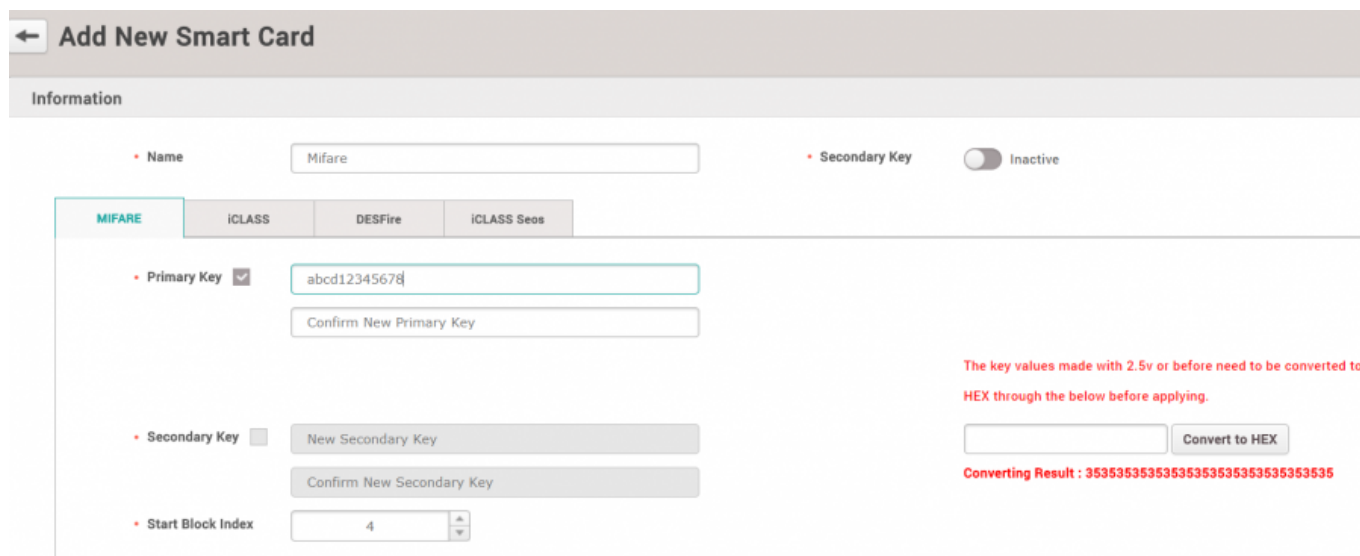 Add New Smart Card
Information
Name
Mifare
Secondary Key
Inactive
MIFARE
iCLASS
DESFire
iCLASS Seos
Primary Key
abcd12345678
Confirm New Primary Key
The key values made with 2.5v or before need to be converted to
HEX through the below before applying.
Secondary Key
New Secondary Key
Convert to HEX
Confirm New Secondary Key
Converting Result : 35353535353535353535353535353535
Start Block Index
4